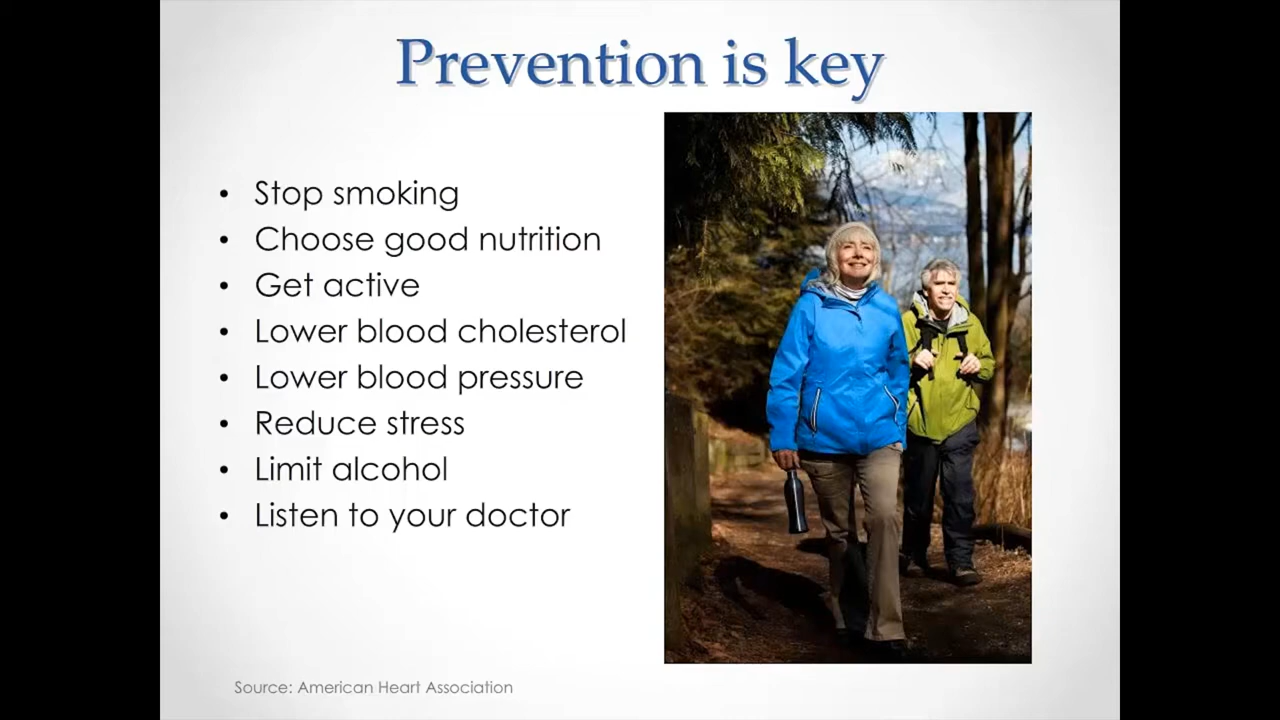 Prevention is key
• Stop smoking
• Choose good nutrition
• Get active
• Lower blood cholesterol
• Lower blood pressure
• Reduce stress
• Limit alcohol
• Listen to your doctor
Source: American Heart Association